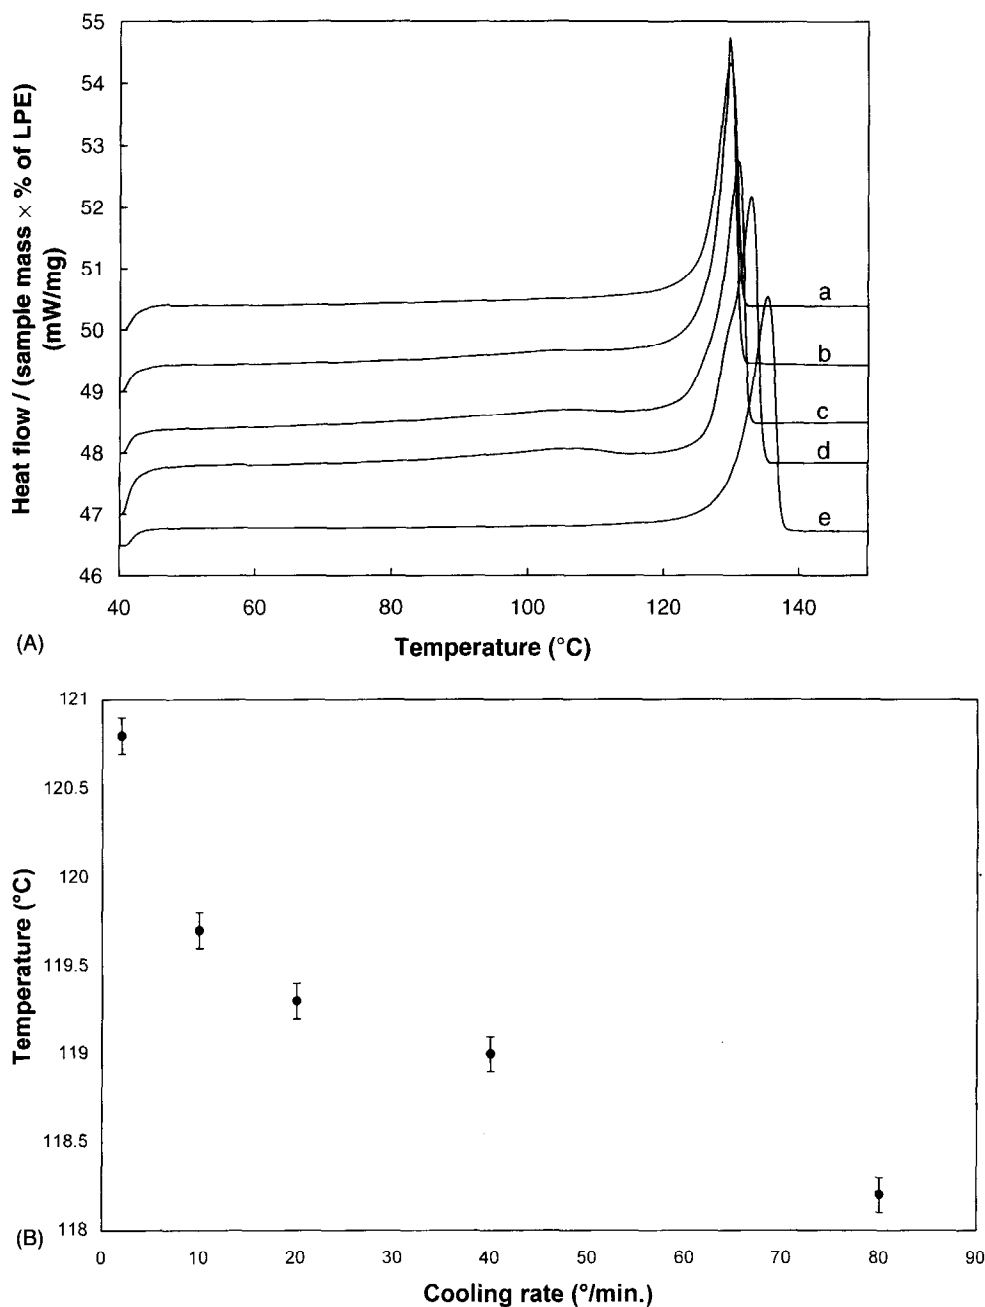 55
54
53
52
51
50
49
48
47
46
Heat flow / (sample mass × % of LPE)
(mW/mg)
a
b
c
d
e
40 60 80 100 120 140
(A)
Temperature (°C)
121
120.5
120
119.5
119
118.5
118
Temperature (°C)
(B)
0 10 20 30 40 50 60 70 80 90
Cooling rate (°/min.)